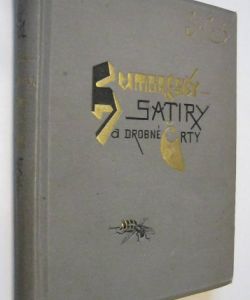 Humoresky
SATIRY
a DROBNÉ ČRTY